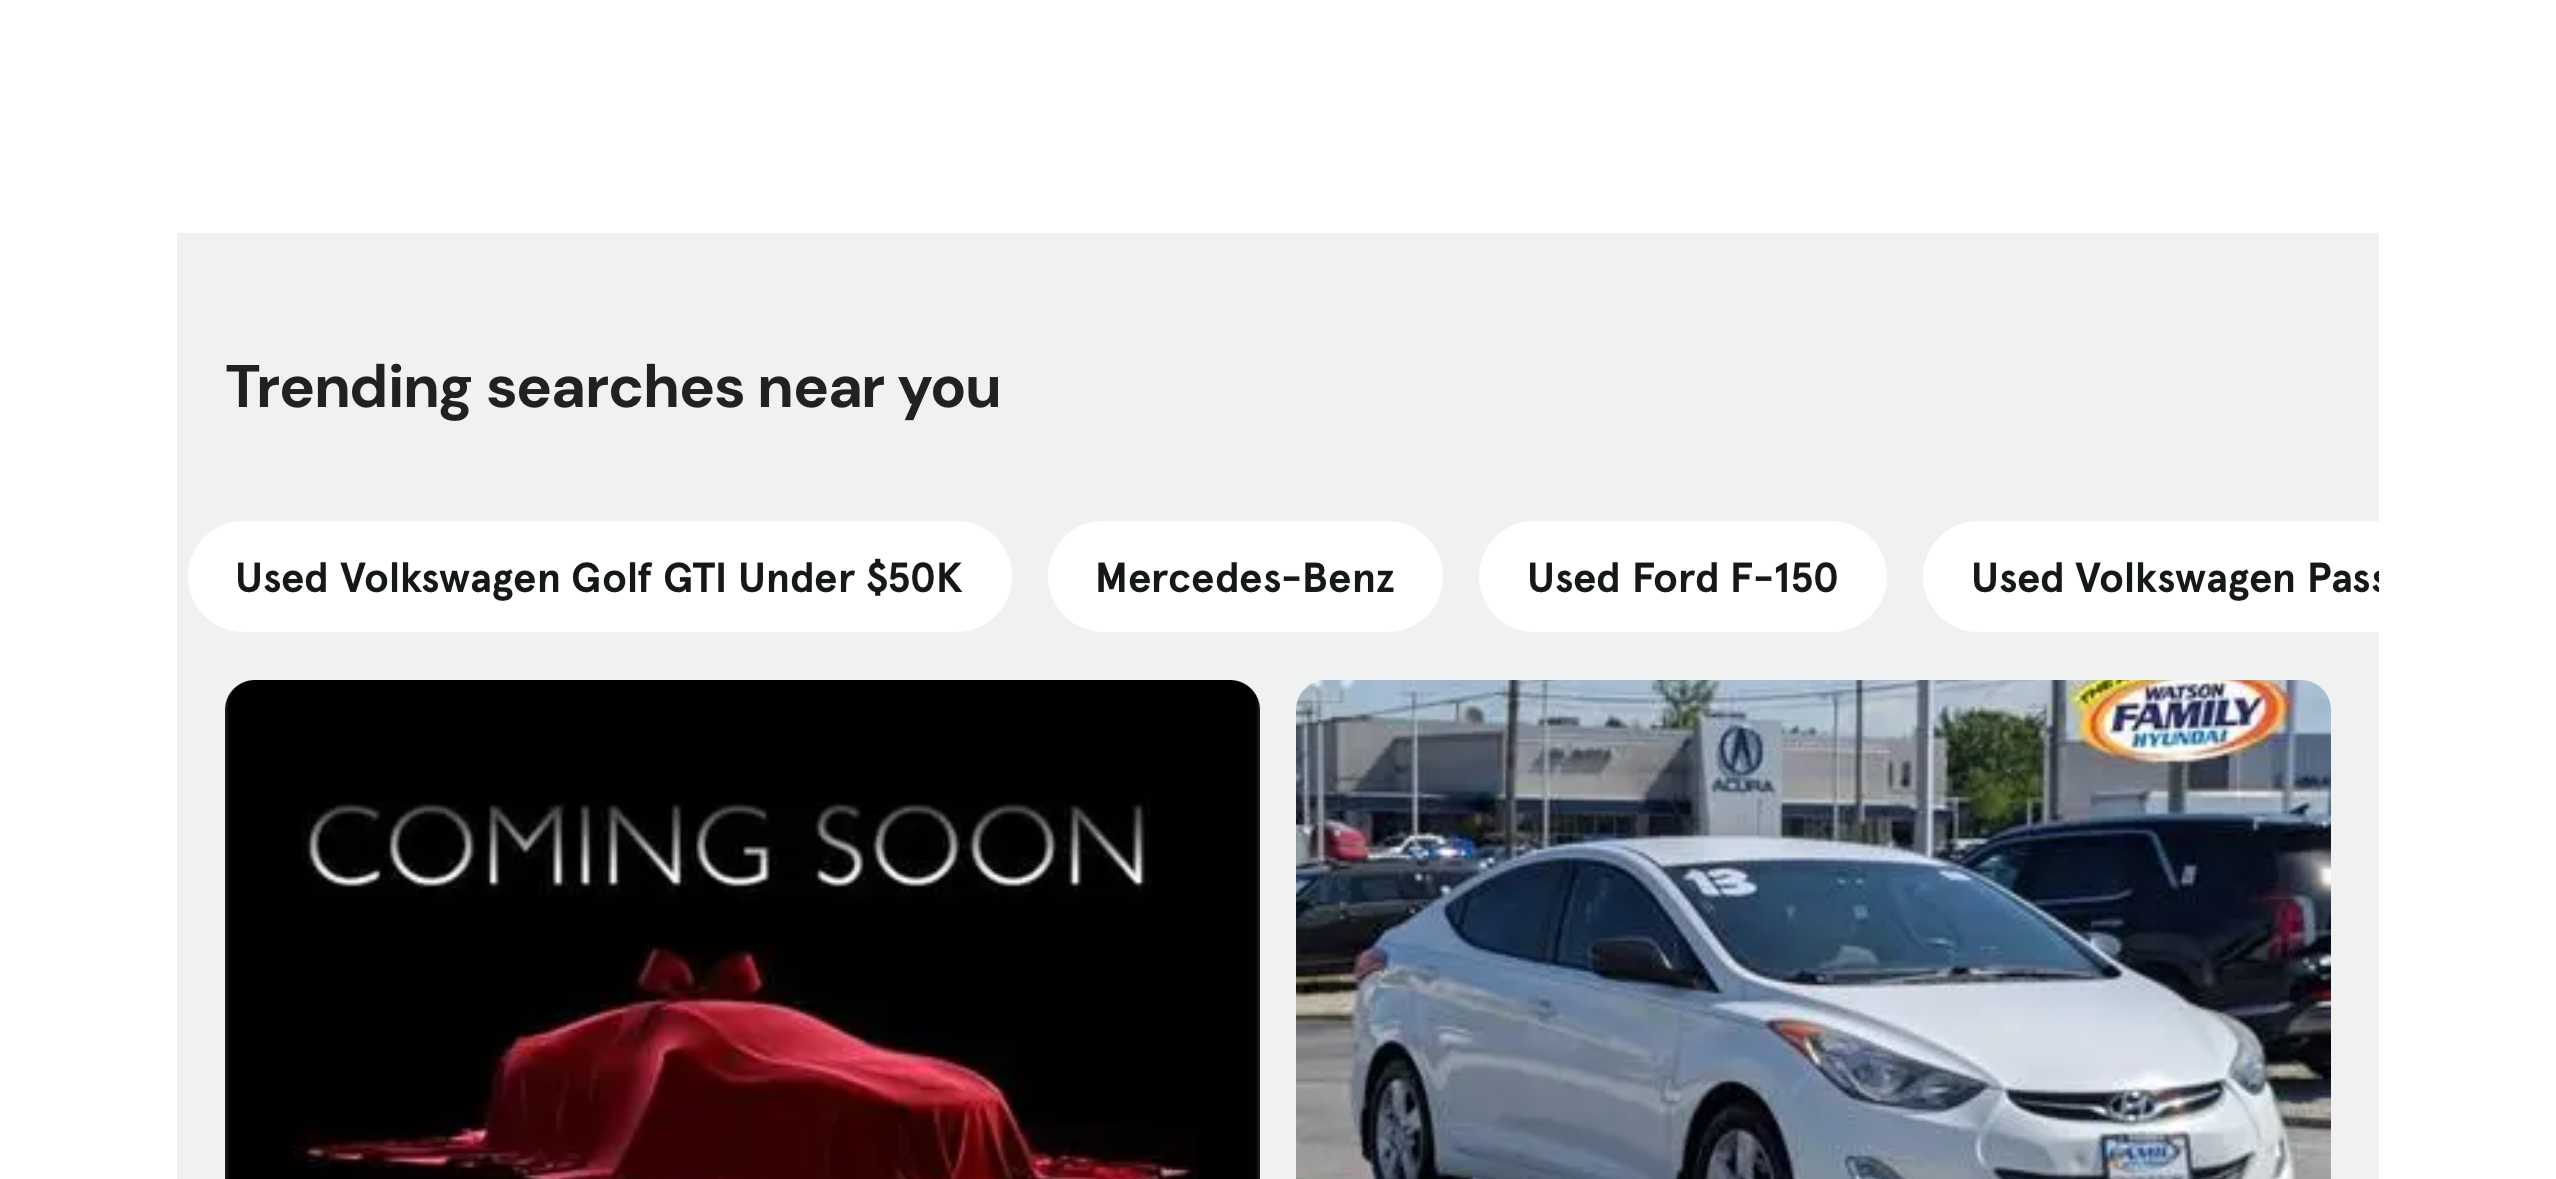 Trending searches near you
Used Volkswagen Golf GTI Under $50K
Mercedes-Benz
Used Ford F-150
Used Volkswagen Pass
COMING SOON
WATSON
FAMILY
HYUNDAI
ACURA
13
FAMILY